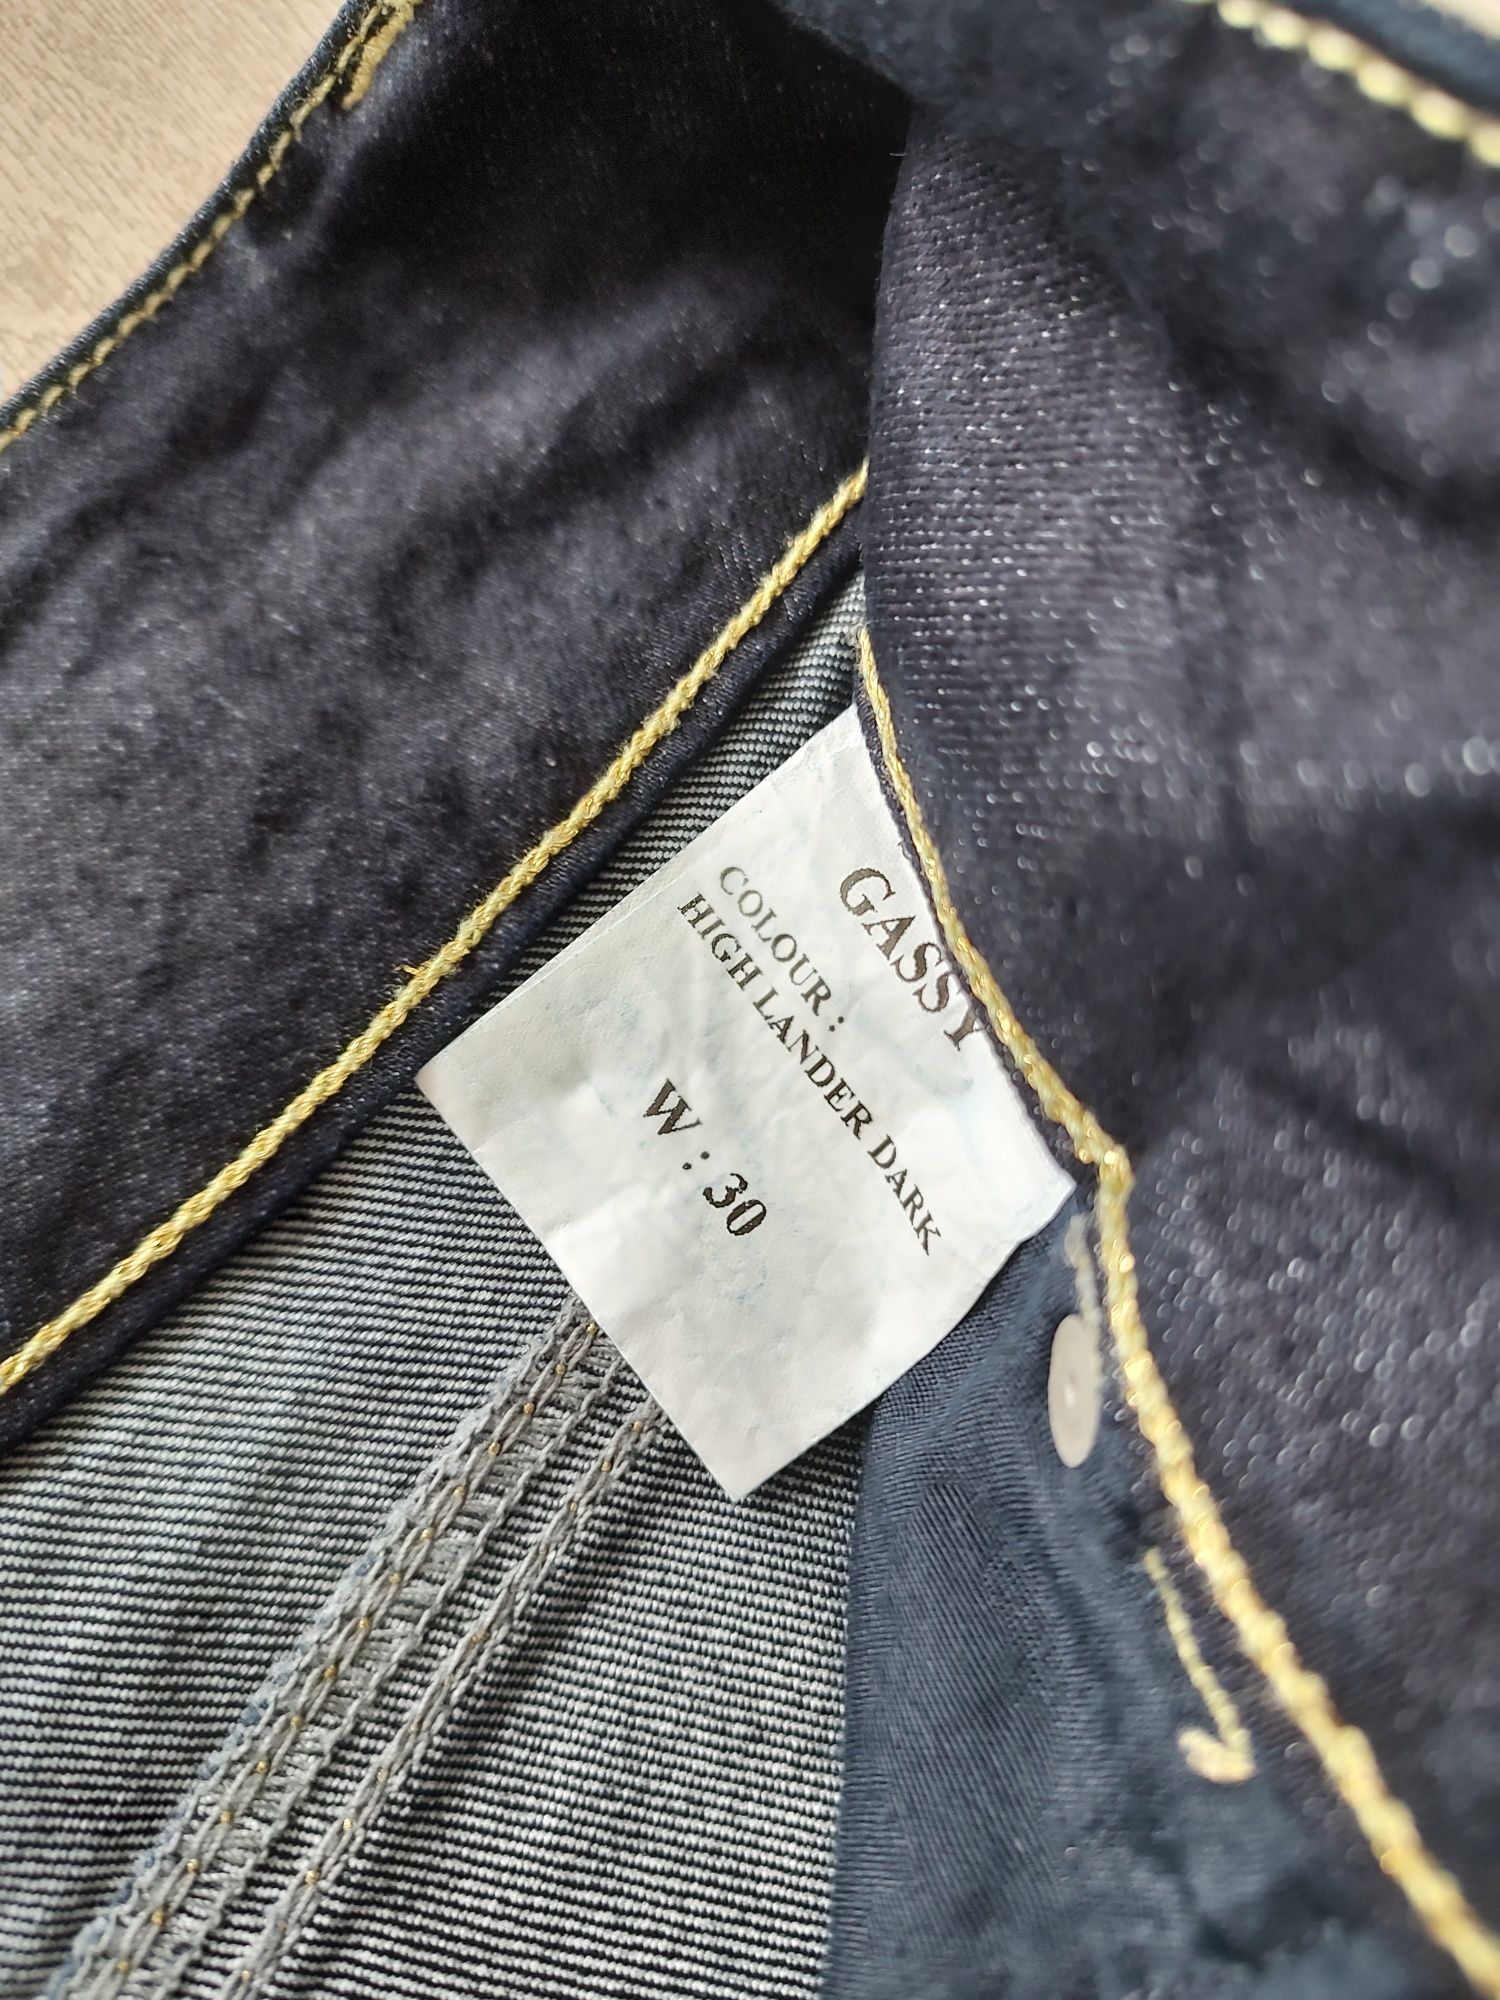 GASSY
COLOUR :
HIGH LANDER DARK
W : 30